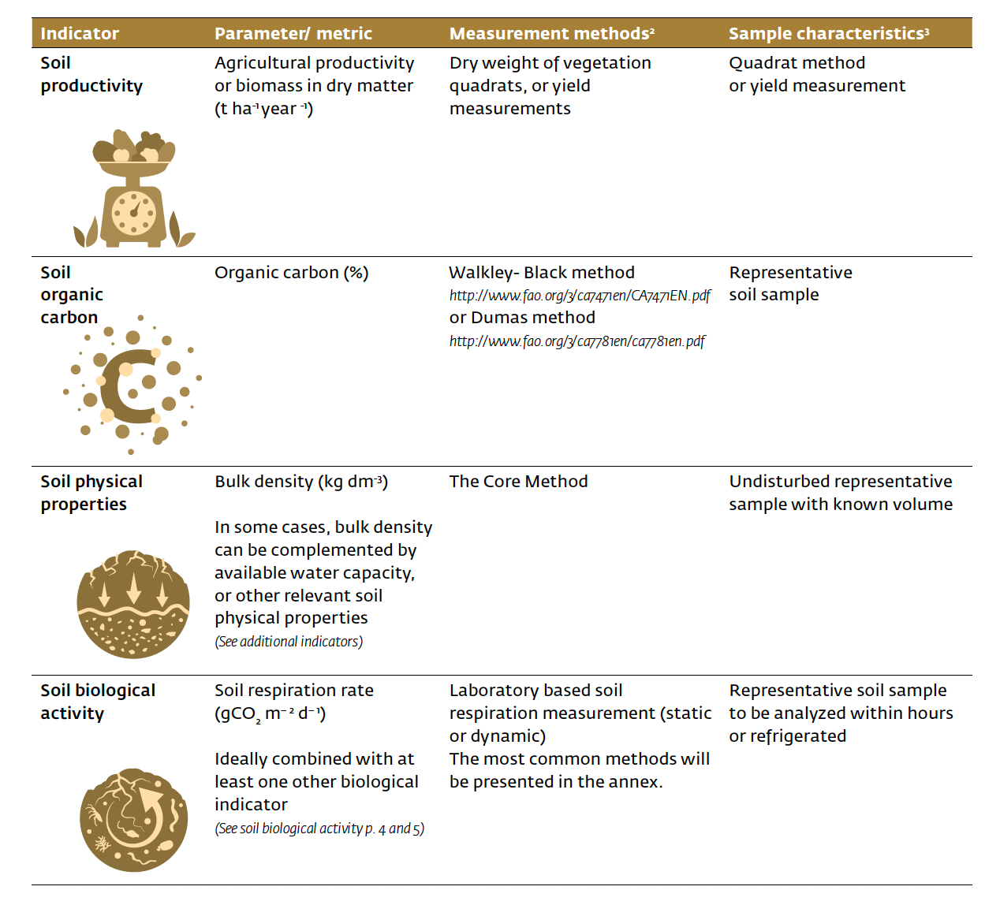 Indicator
Parameter/ metric
Measurement methods²
Sample characteristics³
Soil
productivity
Agricultural productivity
or biomass in dry matter
(t ha⁻¹ year ⁻¹)
Dry weight of vegetation
quadrats, or yield
measurements
Quadrat method
or yield measurement
Soil
organic
carbon
C
Organic carbon (%)
Walkley- Black method
http://www.fao.org/3/ca7471en/CA7471EN.pdf
or Dumas method
http://www.fao.org/3/ca7781en/ca7781en.pdf
Representative
soil sample
Soil physical
properties
Bulk density (kg dm⁻³)
In some cases, bulk density
can be complemented by
available water capacity,
or other relevant soil
physical properties
(See additional indicators)
The Core Method
Undisturbed representative
sample with known volume
Soil biological
activity
Soil respiration rate
(gCO₂ m⁻² d⁻¹)
Ideally combined with at
least one other biological
indicator
(See soil biological activity p. 4 and 5)
Laboratory based soil
respiration measurement (static
or dynamic)
The most common methods will
be presented in the annex.
Representative soil sample
to be analyzed within hours
or refrigerated